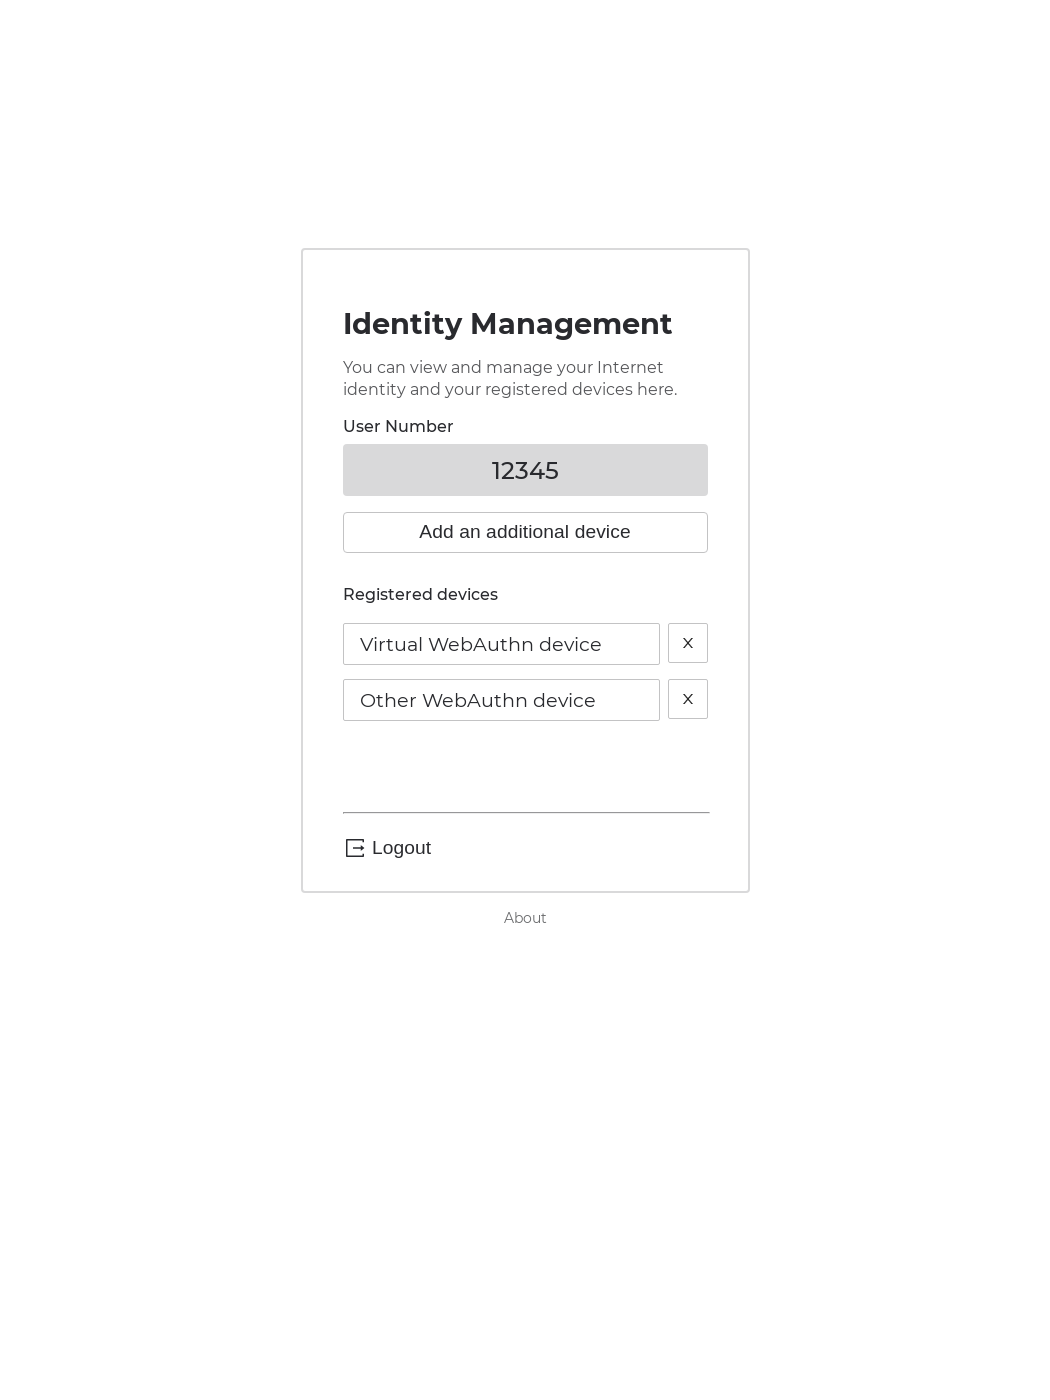 Identity Management
You can view and manage your Internet
identity and your registered devices here.
User Number
12345
Add an additional device
Registered devices
Virtual WebAuthn device
X
Other WebAuthn device
X
Logout
About